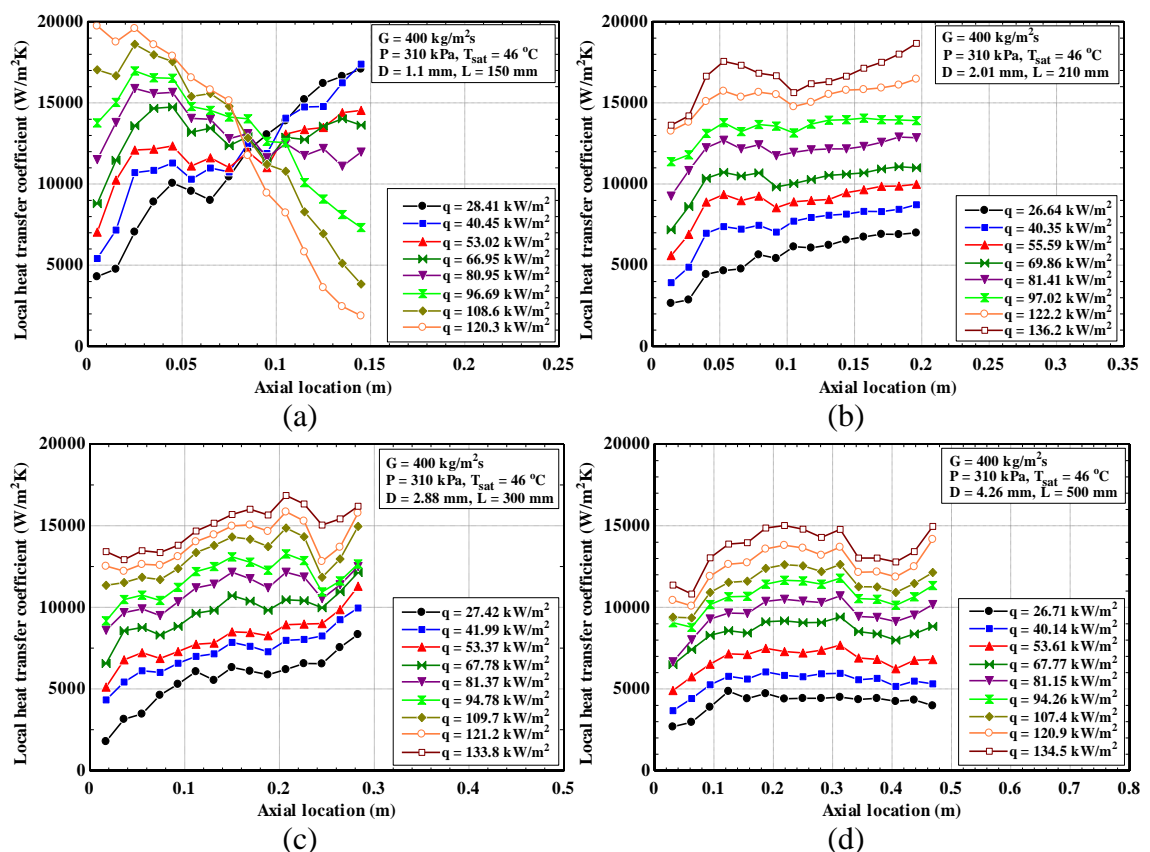 20000
15000
10000
5000
0
Local heat transfer coefficient (W/m²K)
G = 400 kg/m²s
P = 310 kPa, Tsat = 46 °C
D = 1.1 mm, L = 150 mm
q = 28.41 kW/m²
q = 40.45 kW/m²
q = 53.02 kW/m²
q = 66.95 kW/m²
q = 80.95 kW/m²
q = 96.69 kW/m²
q = 108.6 kW/m²
q = 120.3 kW/m²
0 0.05 0.1 0.15 0.2 0.25
Axial location (m)
(a)
20000
15000
10000
5000
0
Local heat transfer coefficient (W/m²K)
G = 400 kg/m²s
P = 310 kPa, Tsat = 46 °C
D = 2.01 mm, L = 210 mm
q = 26.64 kW/m²
q = 40.35 kW/m²
q = 55.59 kW/m²
q = 69.86 kW/m²
q = 81.41 kW/m²
q = 97.02 kW/m²
q = 122.2 kW/m²
q = 136.2 kW/m²
0 0.05 0.1 0.15 0.2 0.25 0.3 0.35
Axial location (m)
(b)
20000
15000
10000
5000
0
Local heat transfer coefficient (W/m²K)
G = 400 kg/m²s
P = 310 kPa, Tsat = 46 °C
D = 2.88 mm, L = 300 mm
q = 27.42 kW/m²
q = 41.99 kW/m²
q = 53.37 kW/m²
q = 67.78 kW/m²
q = 81.37 kW/m²
q = 94.78 kW/m²
q = 109.7 kW/m²
q = 121.2 kW/m²
q = 133.8 kW/m²
0 0.1 0.2 0.3 0.4 0.5
Axial location (m)
(c)
20000
15000
10000
5000
0
Local heat transfer coefficient (W/m²K)
G = 400 kg/m²s
P = 310 kPa, Tsat = 46 °C
D = 4.26 mm, L = 500 mm
q = 26.71 kW/m²
q = 40.14 kW/m²
q = 53.61 kW/m²
q = 67.77 kW/m²
q = 81.15 kW/m²
q = 94.26 kW/m²
q = 107.4 kW/m²
q = 120.9 kW/m²
q = 134.5 kW/m²
0 0.1 0.2 0.3 0.4 0.5 0.6 0.7 0.8
Axial location (m)
(d)